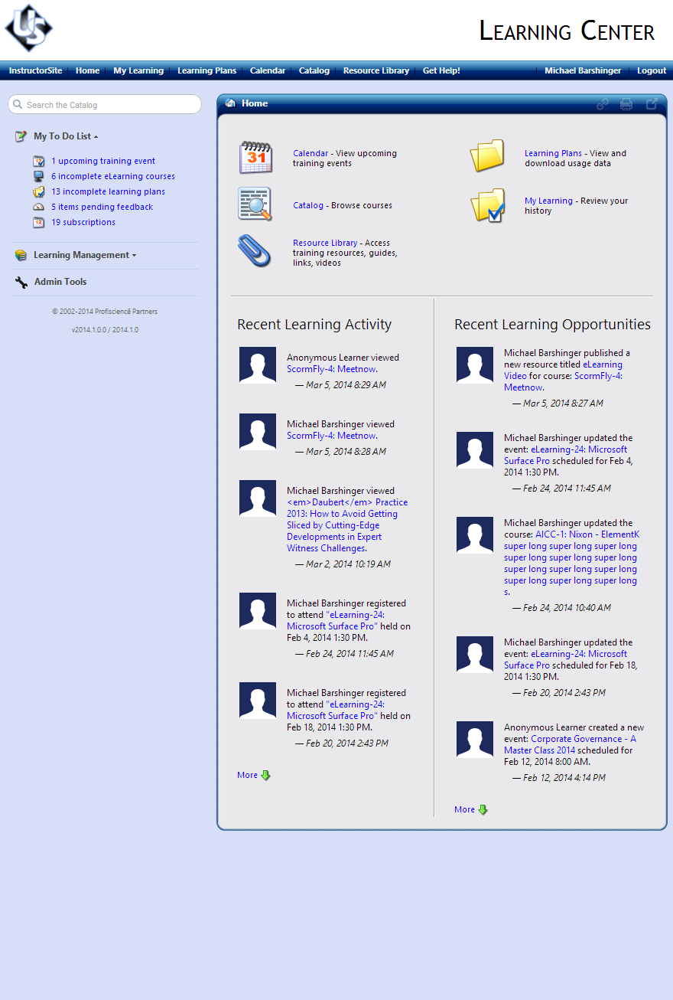 US
LEARNING CENTER
InstructorSite Home My Learning Learning Plans Calendar Catalog Resource Library Get Help! Michael Barshinger Logout
Search the Catalog
My To Do List
1 upcoming training event
6 incomplete eLearning courses
13 incomplete learning plans
5 items pending feedback
19 subscriptions
Learning Management
Admin Tools
© 2002-2014 Profisciencê Partners
v2014.1.0.0 / 2014.1.0
Home
31
Calendar - View upcoming
training events
Learning Plans - View and
download usage data
Catalog - Browse courses
My Learning - Review your
history
Resource Library - Access
training resources, guides,
links, videos
Recent Learning Activity
Anonymous Learner viewed
ScormFly-4: Meetnow.
— Mar 5, 2014 8:29 AM
Michael Barshinger viewed
ScormFly-4: Meetnow.
— Mar 5, 2014 8:28 AM
Michael Barshinger viewed
<em>Daubert</em> Practice
2013: How to Avoid Getting
Sliced by Cutting-Edge
Developments in Expert
Witness Challenges.
— Mar 2, 2014 10:19 AM
Michael Barshinger registered
to attend "eLearning-24:
Microsoft Surface Pro" held on
Feb 4, 2014 1:30 PM.
— Feb 24, 2014 11:45 AM
Michael Barshinger registered
to attend "eLearning-24:
Microsoft Surface Pro" held on
Feb 18, 2014 1:30 PM.
— Feb 20, 2014 2:43 PM
More
Recent Learning Opportunities
Michael Barshinger published a
new resource titled eLearning
Video for course: ScormFly-4:
Meetnow.
— Mar 5, 2014 8:27 AM
Michael Barshinger updated the
event: eLearning-24: Microsoft
Surface Pro scheduled for Feb 4,
2014 1:30 PM.
— Feb 24, 2014 11:45 AM
Michael Barshinger updated the
course: AICC-1: Nixon - ElementK
super long super long super long
super long super long super long
super long super long super long
super long super long super long
s.
— Feb 24, 2014 10:40 AM
Michael Barshinger updated the
event: eLearning-24: Microsoft
Surface Pro scheduled for Feb 18,
2014 1:30 PM.
— Feb 20, 2014 2:43 PM
Anonymous Learner created a new
event: Corporate Governance - A
Master Class 2014 scheduled for
Feb 12, 2014 8:00 AM.
— Feb 12, 2014 4:14 PM
More